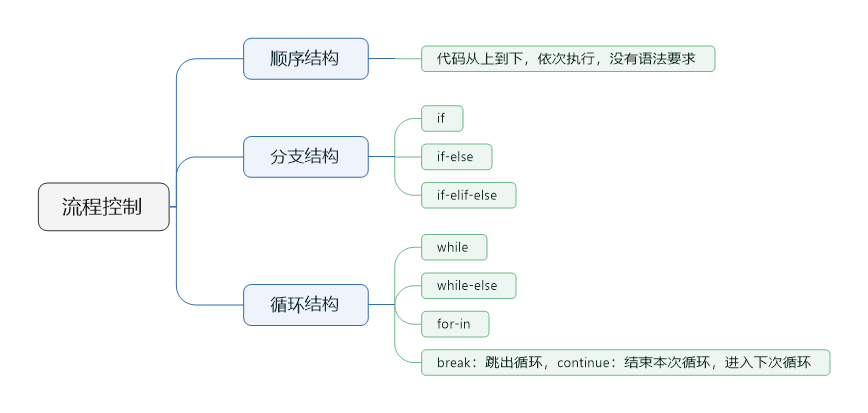 流程控制
顺序结构
代码从上到下，依次执行，没有语法要求
分支结构
if
if-else
if-elif-else
循环结构
while
while-else
for-in
break：跳出循环，continue：结束本次循环，进入下次循环